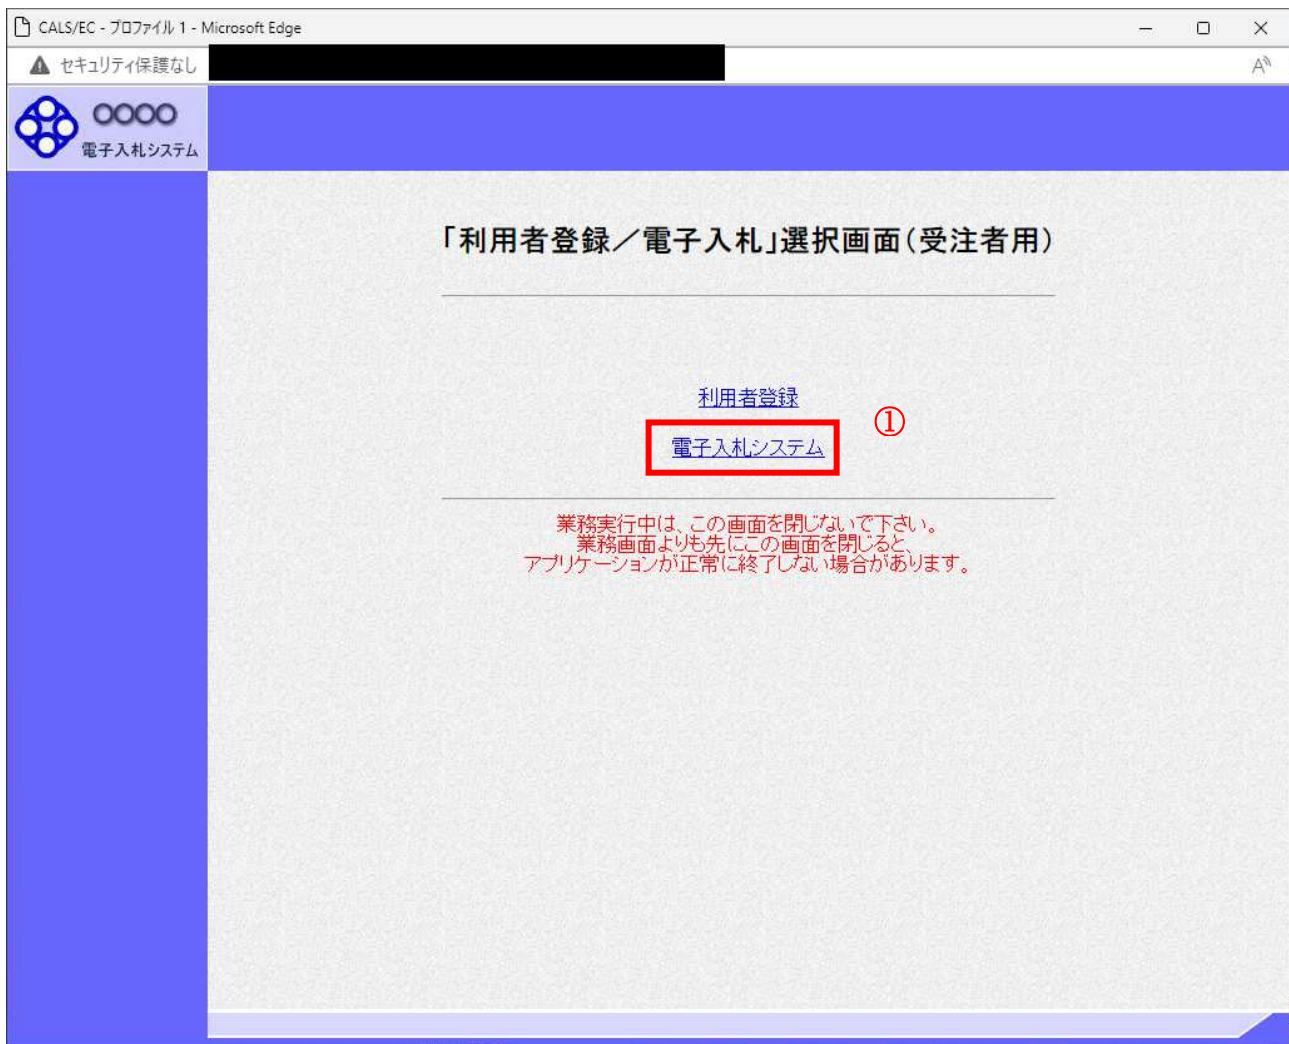 CALS/EC - プロファイル 1 - Microsoft Edge
セキュリティ保護なし
○○○○
電子入札システム
「利用者登録／電子入札」選択画面（受注者用）
利用者登録
①
電子入札システム
業務実行中は、この画面を閉じないで下さい。
業務画面よりも先にこの画面を閉じると、
アプリケーションが正常に終了しない場合があります。